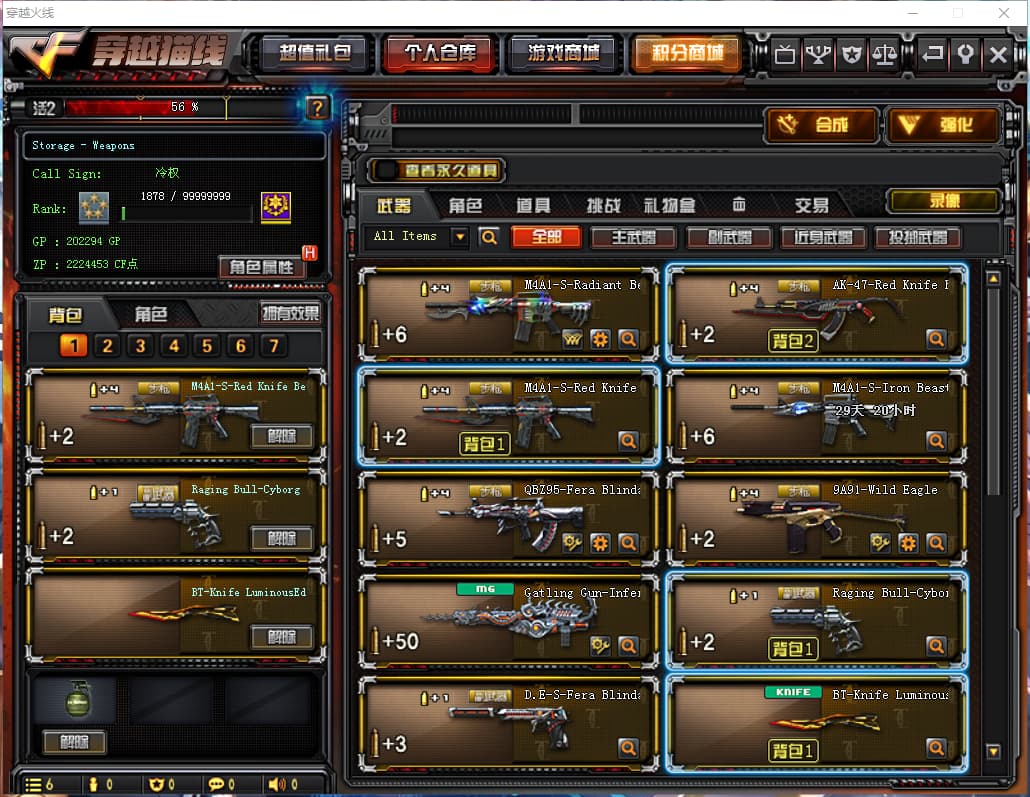 穿越火线
CF 穿越猫线
超值礼包
个人仓库
游戏商城
积分商城
活2
56 %
?
合成
强化
Storage - Weapons
Call Sign: 冷权
Rank:
1878 / 99999999
GP : 202294 GP
ZP : 2224453 CF点
角色属性
H
查看永久道具
武器
角色
道具
挑战
礼物盒
交易
录像
All Items
全部
主武器
副武器
近身武器
投掷武器
背包
角色
拥有效果
1 2 3 4 5 6 7
+4 步枪 M4A1-S-Red Knife Be
+2
解除
+1 副武器 Raging Bull-Cyborg
+2
解除
BT-Knife LuminousEd
解除
解除
6 0 0 0 0
+4 步枪 M4A1-S-Radiant Be
+6
+4 步枪 AK-47-Red Knife
+2
背包2
+4 步枪 M4A1-S-Red Knife
+2
背包1
+4 步枪 M4A1-S-Iron Beast
29天 20小时
+6
+4 步枪 QBZ95-Fera Blinda
+5
+4 步枪 9A91-Wild Eagle
+2
MG Gatling Gun-Infer
+50
+1 副武器 Raging Bull-Cybor
+2
背包1
+1 副武器 D.E-S-Fera Blinda
+3
KNIFE BT-Knife Luminous
背包1